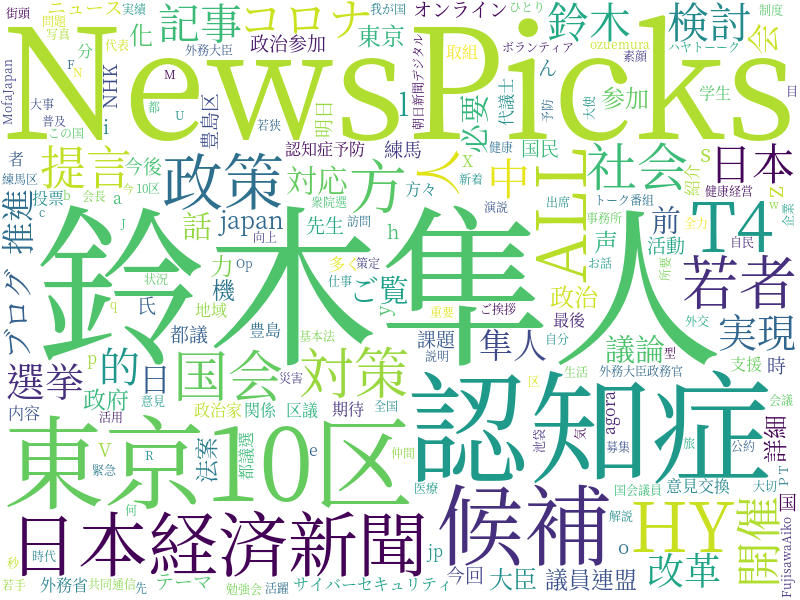 街頭
問題
実績
我が国
ニュース
写真
代表
記事
コロナ
オンライン
ひとり
制度
化
分
外務大臣
政治参加
東京
鈴木
検討
会
ボランティア
ozuemura
ハヤトーーク
MofaJapan
NewsPicks
F
N
NHK
M
取組
素顔
朝日新聞デジタル
l
必要
ん
参加
大事
都
U
代議士
予防
大使
目
普及
この国
i
若狭
豊島区
明日
学生
提言
者
今後
政策
認知症予防
練馬
対応
方
人
x
国民
健康
中
ALL
社会
s
日本
紹介
z
練馬区
b
会長
今
10区
方々
新着
w
健康経営
投票
a
衆院選
トーク番組
企業
c
J
話
japan
先生
訪問
h
演説
出席
事務所
前
T4
推進
ブログ
向上
声
活動
全力
自民
鈴木隼人
力
多く
ご覧
お話
若者
状況
Op
策定
機
仕事
y
政治
所要
q
氏
地域
重要
ご挨拶
外交
都議
豊島
基本法
課題
隼人
最後
自分
実現
p
的
国会
対策
説明
議論
型
支援
時
選挙
日
災害
生活
外務大臣政務官
政府
認知症
区
会議
内容
活用
政治家
関係
区議
期待
全国
agora
池袋
気
旅
公約
詳細
東京10区
V
法案
意見
都議選
e
仲間
募集
PT
R
緊急
医療
国会議員
意見交換
大切
国
何
候補
HY
開催
解説
日本経済新聞
jp
o
FujisawaAiko
秒
時代
今回
大臣
議員連盟
改革
若手
外務省
共同通信
先
テーマ
勉強会
活躍
サイバーセキュリティ